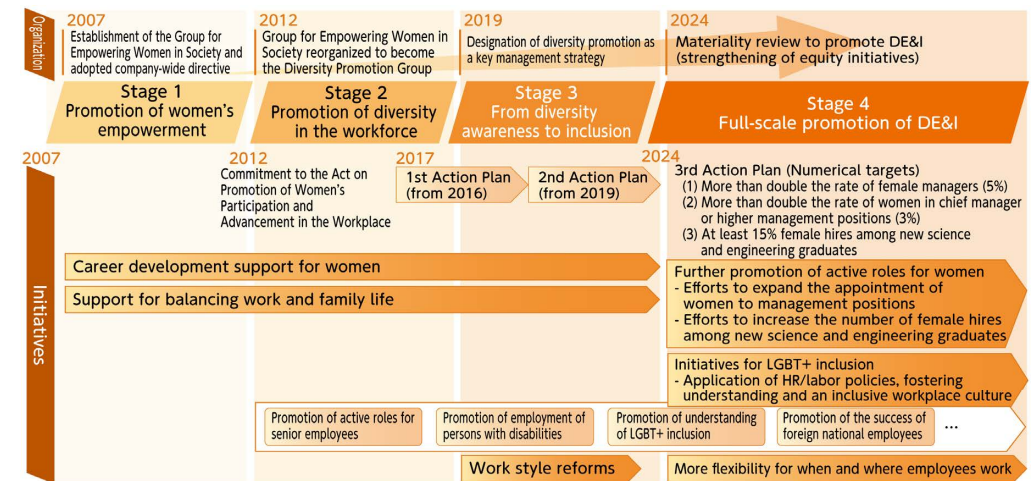 Organization
2007
Establishment of the Group for
Empowering Women in Society and
adopted company-wide directive
2012
Group for Empowering Women in
Society reorganized to become
the Diversity Promotion Group
2019
Designation of diversity promotion as
a key management strategy
2024
Materiality review to promote DE&I
(strengthening of equity initiatives)
Stage 1
Promotion of women's
empowerment
Stage 2
Promotion of diversity
in the workforce
Stage 3
From diversity
awareness to inclusion
Stage 4
Full-scale promotion of DE&I
Initiatives
2007
2012
Commitment to the Act on
Promotion of Women's
Participation and
Advancement in the Workplace
2017
1st Action Plan
(from 2016)
2nd Action Plan
(from 2019)
2024
3rd Action Plan (Numerical targets)
(1) More than double the rate of female managers (5%)
(2) More than double the rate of women in chief manager
or higher management positions (3%)
(3) At least 15% female hires among new science
and engineering graduates
Career development support for women
Support for balancing work and family life
Further promotion of active roles for women
- Efforts to expand the appointment of
women to management positions
- Efforts to increase the number of female hires
among new science and engineering graduates
Initiatives for LGBT+ inclusion
- Application of HR/labor policies, fostering
understanding and an inclusive workplace culture
Promotion of active roles for
senior employees
Promotion of employment of
persons with disabilities
Promotion of understanding
of LGBT+ inclusion
Promotion of the success of
foreign national employees
...
Work style reforms
More flexibility for when and where employees work